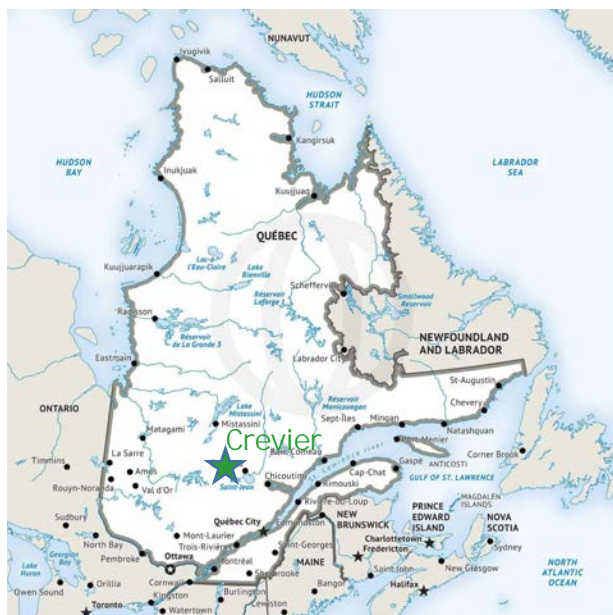 NUNAVUT
Ivugivik
Salluit
HUDSON
STRAIT
Kangirsuk
HUDSON
BAY
LABRADOR
SEA
Inukjuak
Kuujjuaq
QUÉBEC
Lac-à
l'Eau-Claire
Lake
Bienville
Kuujjuarapik
Schefferville
Réservoir
Laforge 1
Smallwood
Reservoir
Radisson
Réservoir
de La Grande 3
NEWFOUNDLAND
AND LABRADOR
Labrador City
Eastmain
St-Augustin
Réservoir
Manicouagan
Chevery
ONTARIO
Lake
Mistassini
Mistassini
Sept-Îles
Mingan
Natashquan
Matagami
Crevier
Baie-Comeau
Port-Menier
ANTICOSTI
Corner Brook
Timmins
La Sarre
Amos
Rouyn-Noranda
Val d'Or
Saint-Jean
Chicoutimi
Cap-Chat
Gaspé
GULF OF ST. LAWRENCE
Rimouski
Rivière-du-Loup
MAGDALEN
ISLANDS
Sudbury
Québec City
Edmundston
NEW
BRUNSWICK
PRINCE
EDWARD
ISLAND
NOVA
SCOTIA
North Bay
Mont-Laurier
Trois-Rivières
Saint-Georges
Charlottetown
Fredericton
Sydney
Georgian
Bay
Pembroke
Ottawa
Montréal
Sherbrooke
MAINE
New Glasgow
Lake
Huron
Orillia
Cornwall
Saint John
NORTH
ATLANTIC
OCEAN
Owen Sound
Kingston
Burlington
Bangor
Halifax
Toronto
Watertown
Lewiston